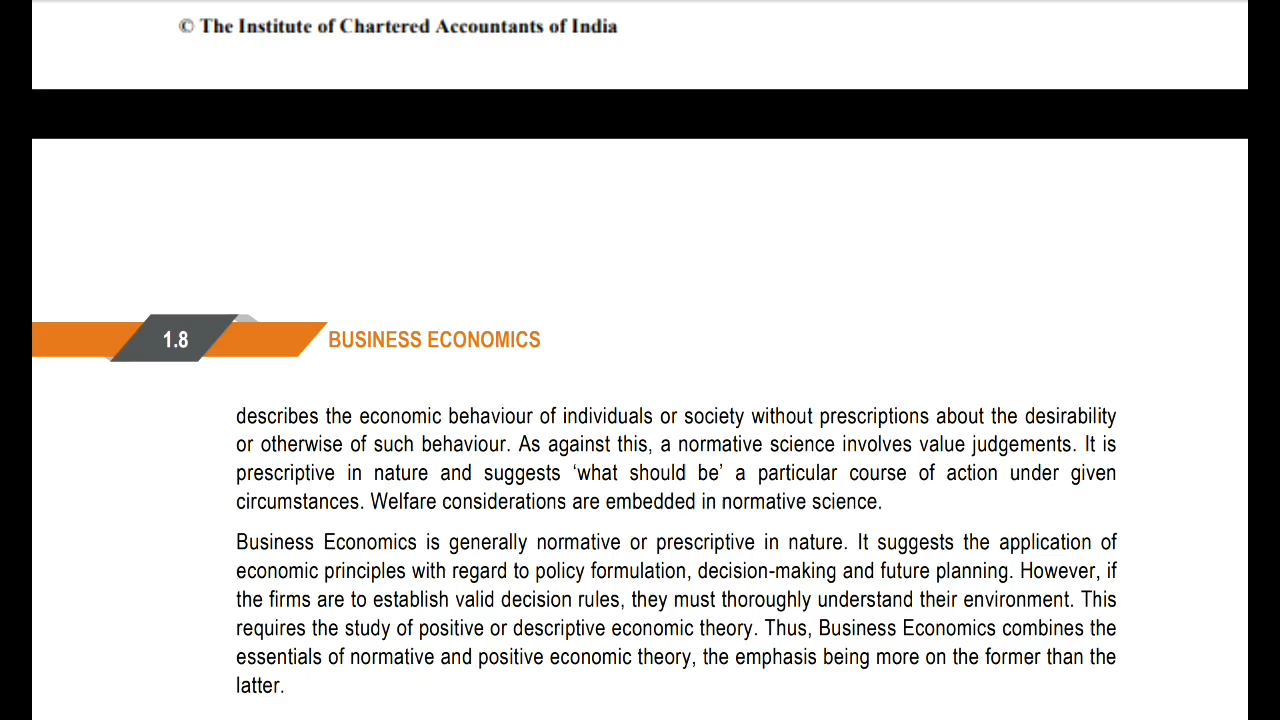 © The Institute of Chartered Accountants of India
1.8
BUSINESS ECONOMICS
describes the economic behaviour of individuals or society without prescriptions about the desirability
or otherwise of such behaviour. As against this, a normative science involves value judgements. It is
prescriptive in nature and suggests ‘what should be’ a particular course of action under given
circumstances. Welfare considerations are embedded in normative science.
Business Economics is generally normative or prescriptive in nature. It suggests the application of
economic principles with regard to policy formulation, decision-making and future planning. However, if
the firms are to establish valid decision rules, they must thoroughly understand their environment. This
requires the study of positive or descriptive economic theory. Thus, Business Economics combines the
essentials of normative and positive economic theory, the emphasis being more on the former than the
latter.